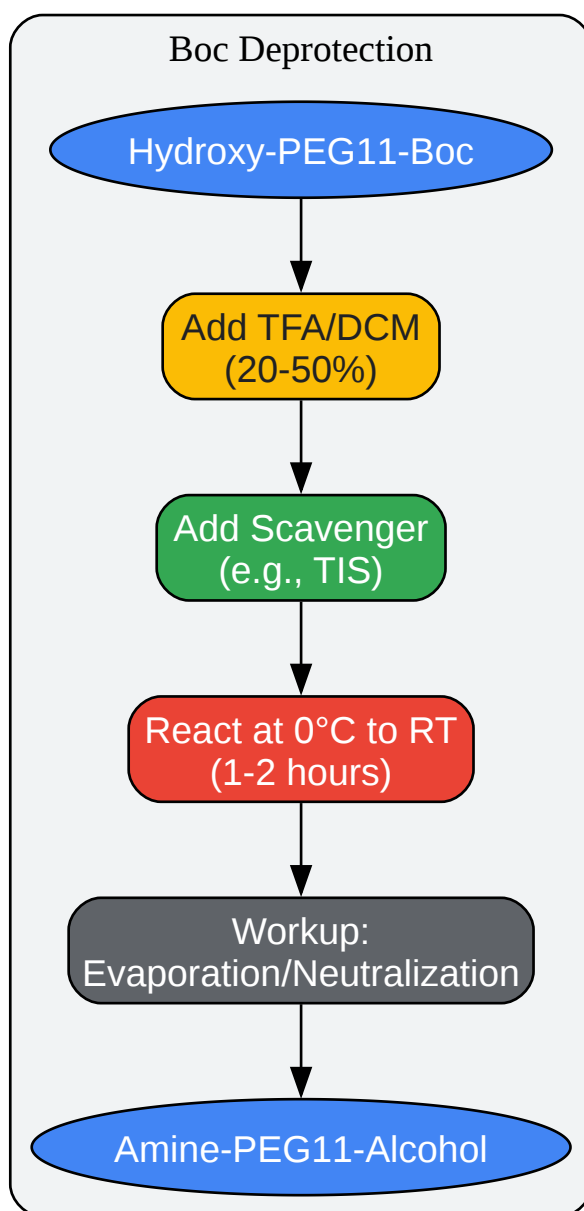 Boc Deprotection
Hydroxy-PEG11-Boc
Add TFA/DCM
(20-50%)
Add Scavenger
(e.g., TIS)
React at 0°C to RT
(1-2 hours)
Workup:
Evaporation/Neutralization
Amine-PEG11-Alcohol